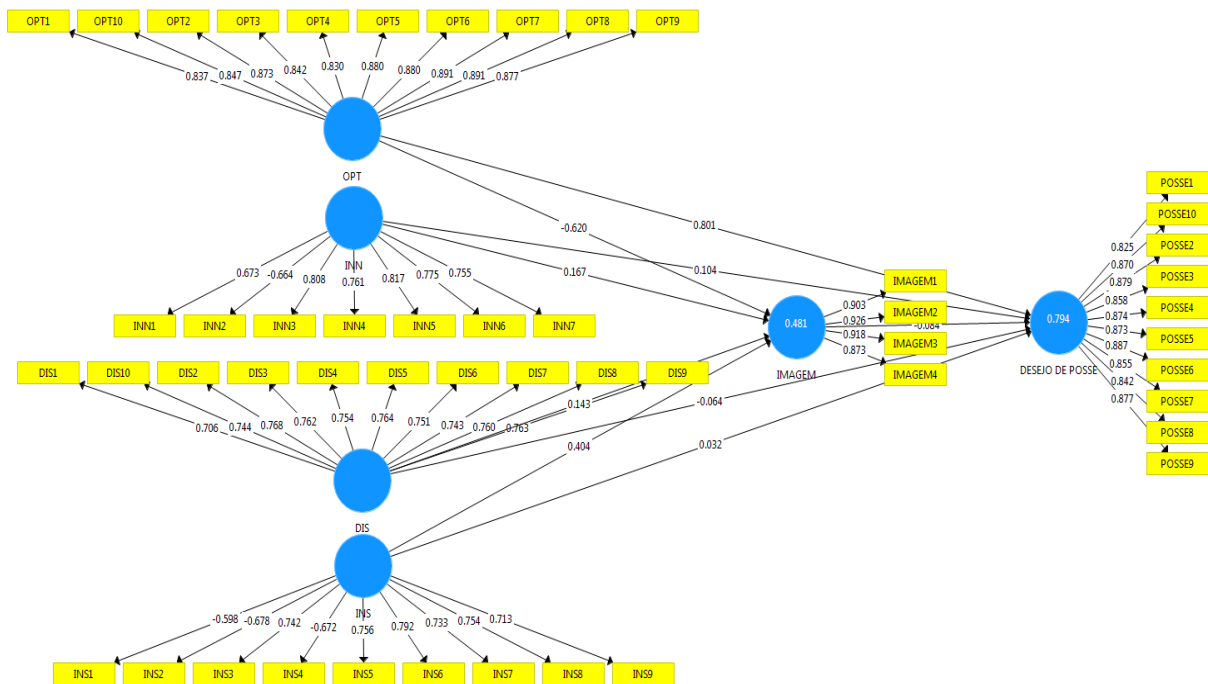 OPT1 OPT10 OPT2 OPT3 OPT4 OPT5 OPT6 OPT7 OPT8 OPT9
0.837 0.847 0.873 0.842 0.830 0.880 0.880 0.891 0.891 0.877
OPT
-0.620
0.801
INN
0.673 -0.664 0.808 0.761 0.817 0.775 0.755
INN1 INN2 INN3 INN4 INN5 INN6 INN7
0.167
0.104
DIS1 DIS10 DIS2 DIS3 DIS4 DIS5 DIS6 DIS7 DIS8 DIS9
0.706 0.744 0.768 0.762 0.754 0.764 0.751 0.743 0.760 0.763
DIS
0.143
-0.064
0.404
0.032
INS
-0.598 -0.678 0.742 -0.672 0.756 0.792 0.733 0.754 0.713
INS1 INS2 INS3 INS4 INS5 INS6 INS7 INS8 INS9
0.481
IMAGEM
-0.084
0.903
0.926
0.918
0.873
IMAGEM1
IMAGEM2
IMAGEM3
IMAGEM4
0.794
DESEJO DE POSSE
0.825
0.870
0.879
0.858
0.874
0.873
0.887
0.855
0.842
0.877
POSSE1
POSSE10
POSSE2
POSSE3
POSSE4
POSSE5
POSSE6
POSSE7
POSSE8
POSSE9